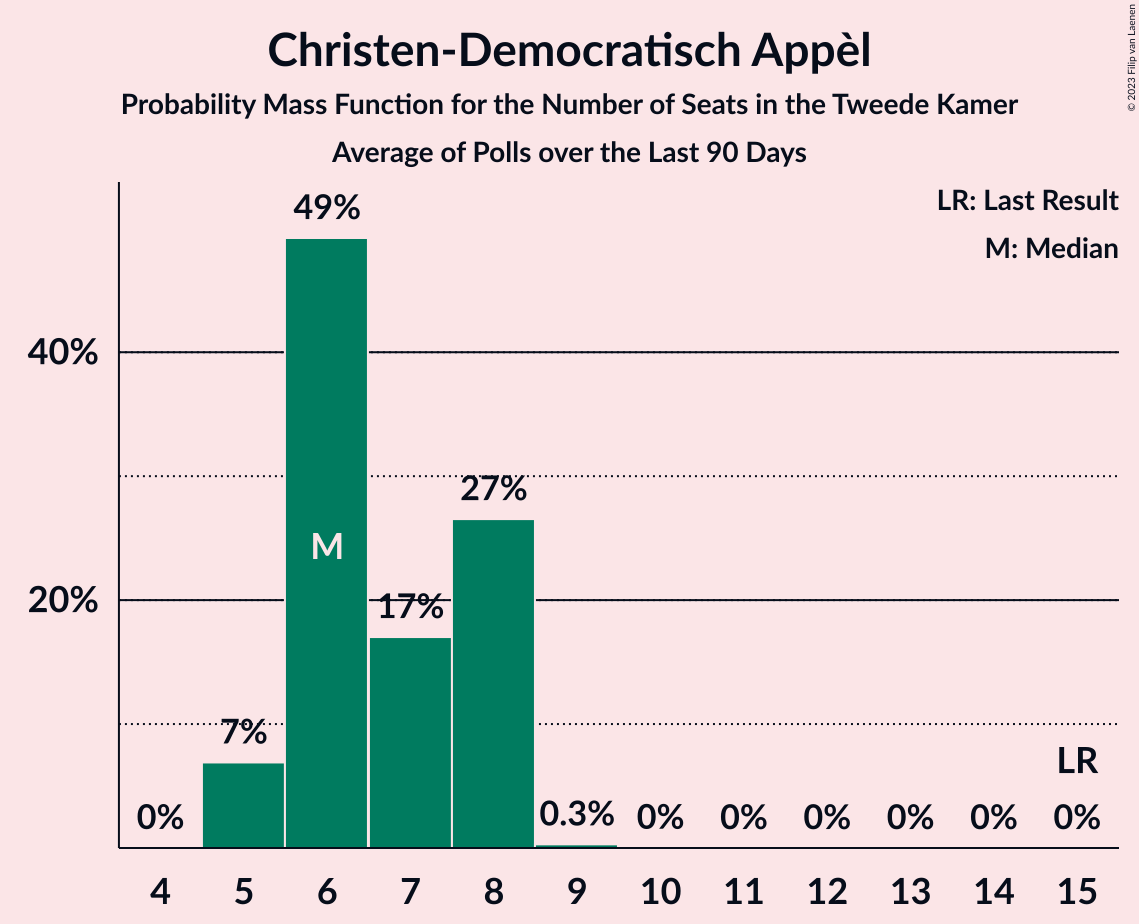 Christen-Democratisch Appèl
Probability Mass Function for the Number of Seats in the Tweede Kamer
Average of Polls over the Last 90 Days
© 2023 Filip van Laenen
LR: Last Result
M: Median
49%
40%
27%
M
20%
17%
7%
LR
0%
0.3%
0%
0%
0%
0%
0%
0%
4 5 6 7 8 9 10 11 12 13 14 15